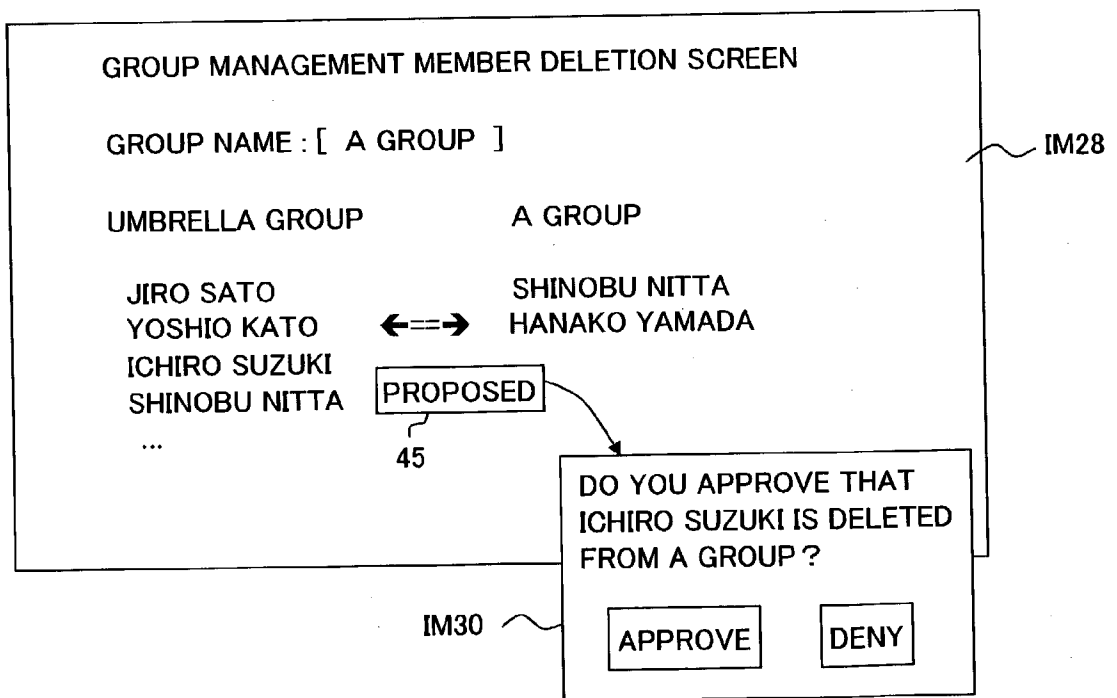 GROUP MANAGEMENT MEMBER DELETION SCREEN
GROUP NAME : [ A GROUP ]
IM28
UMBRELLA GROUP A GROUP
JIRO SATO SHINOBU NITTA
YOSHIO KATO ←==→ HANAKO YAMADA
ICHIRO SUZUKI
SHINOBU NITTA PROPOSED
...
45
DO YOU APPROVE THAT
ICHIRO SUZUKI IS DELETED
FROM A GROUP ?
IM30
APPROVE DENY